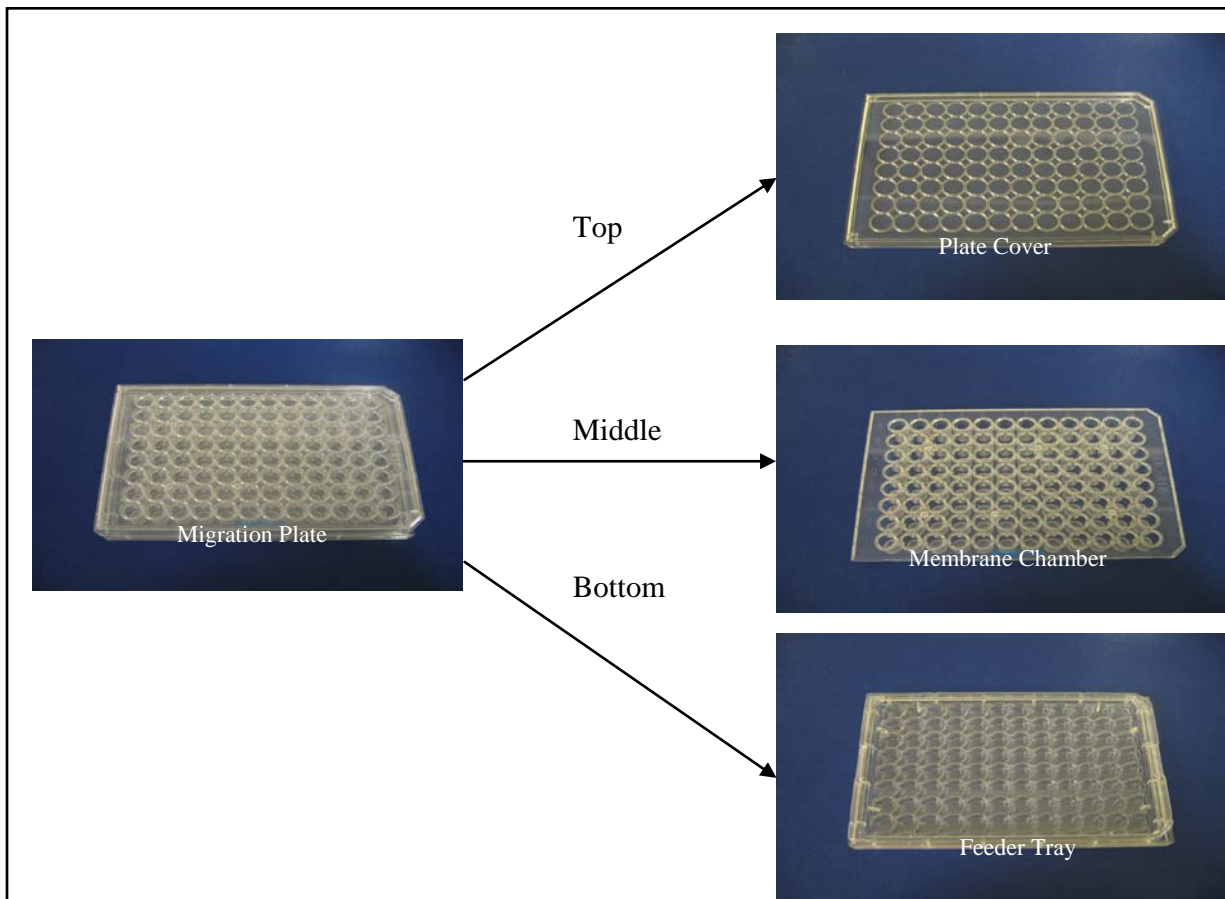 Top
Plate Cover
Middle
Migration Plate
Membrane Chamber
Bottom
Feeder Tray